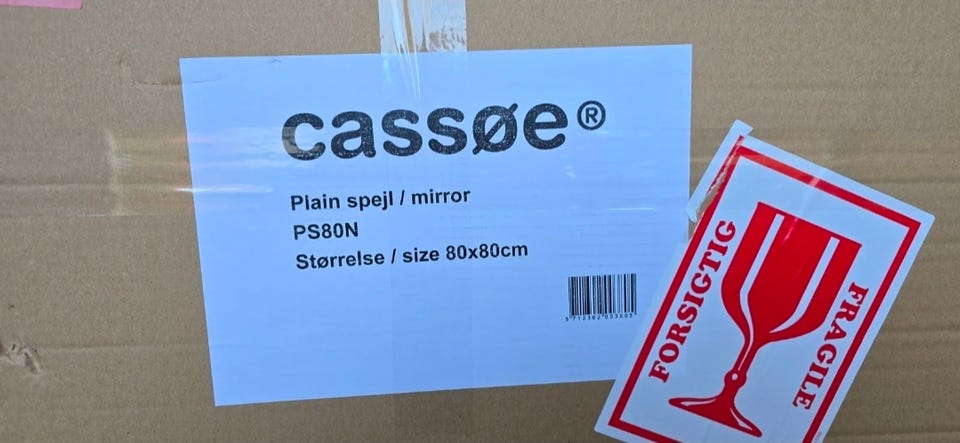 cassøe®
Plain spejl / mirror
PS80N
Størrelse / size 80x80cm
FORSIGTIG
FRAGILE